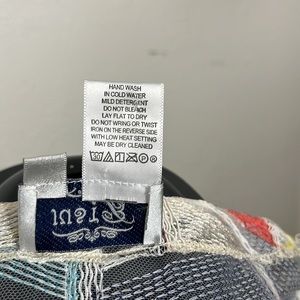 HAND WASH
IN COLD WATER
MILD DETERGENT
DO NOT BLEACH
LAY FLAT TO DRY
DO NOT WRING OR TWIST
IRON ON THE REVERSE SIDE
WITH LOW HEAT SETTING
MAY BE DRY CLEANED